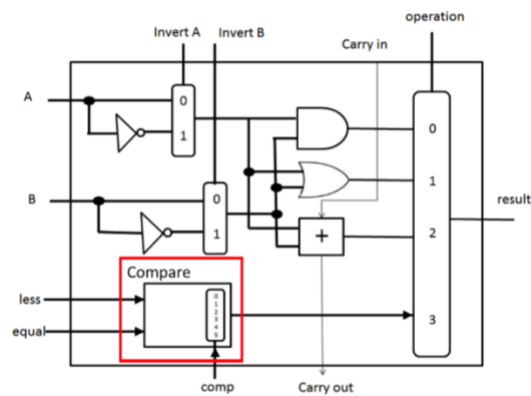 operation
Invert A Invert B
Carry in
A
0
1
0
1
B
0
1
+
2
result
Compare
less
0
1
2
3
4
5
3
equal
comp
Carry out